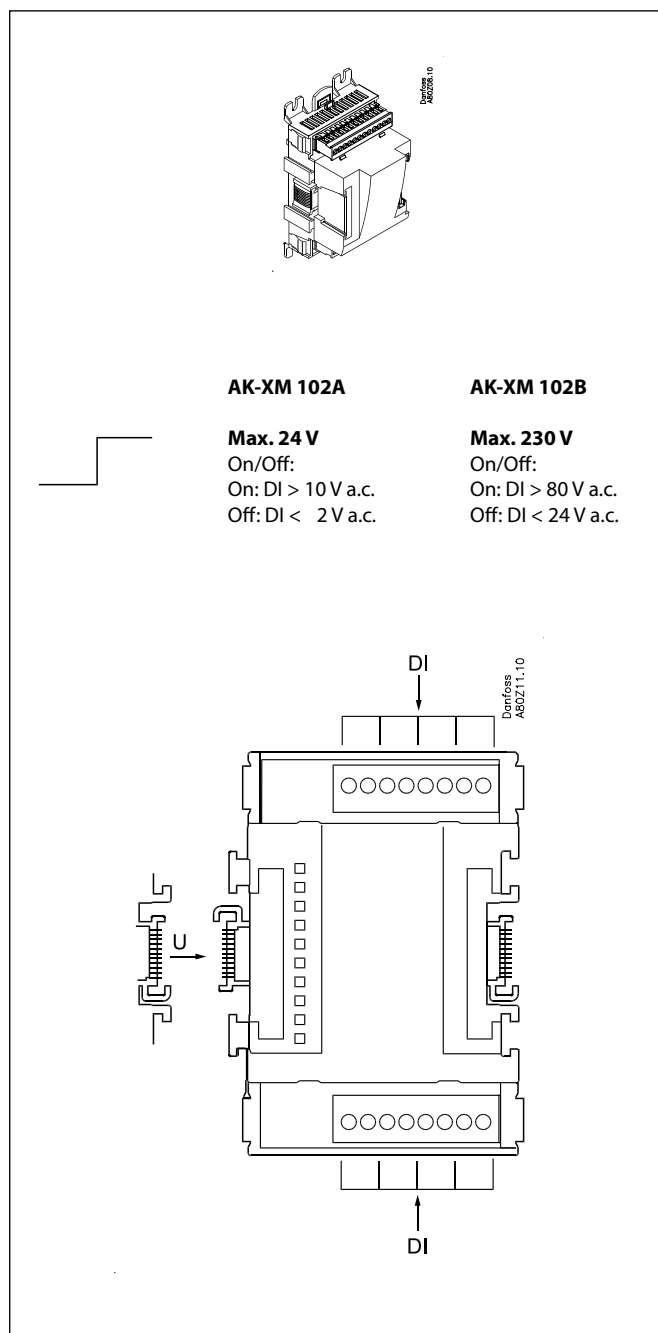 Danfoss
A80Z08.10
AK-XM 102A
Max. 24 V
On/Off:
On: DI > 10 V a.c.
Off: DI < 2 V a.c.
AK-XM 102B
Max. 230 V
On/Off:
On: DI > 80 V a.c.
Off: DI < 24 V a.c.
DI
Danfoss
A80Z11.10
U
DI